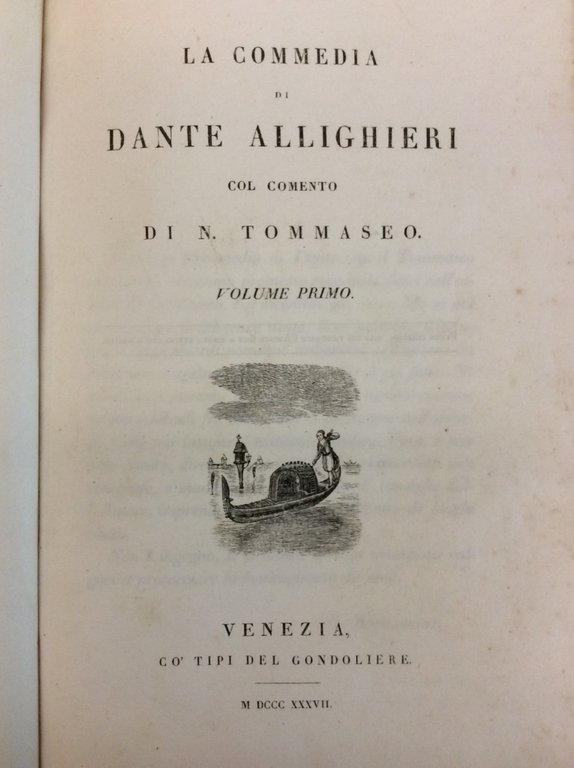 LA COMMEDIA
DI
DANTE ALLIGHIERI
COL COMENTO
DI N. TOMMASEO.
VOLUME PRIMO.
VENEZIA,
CO' TIPI DEL GONDOLIERE.
M DCCC XXXVII.